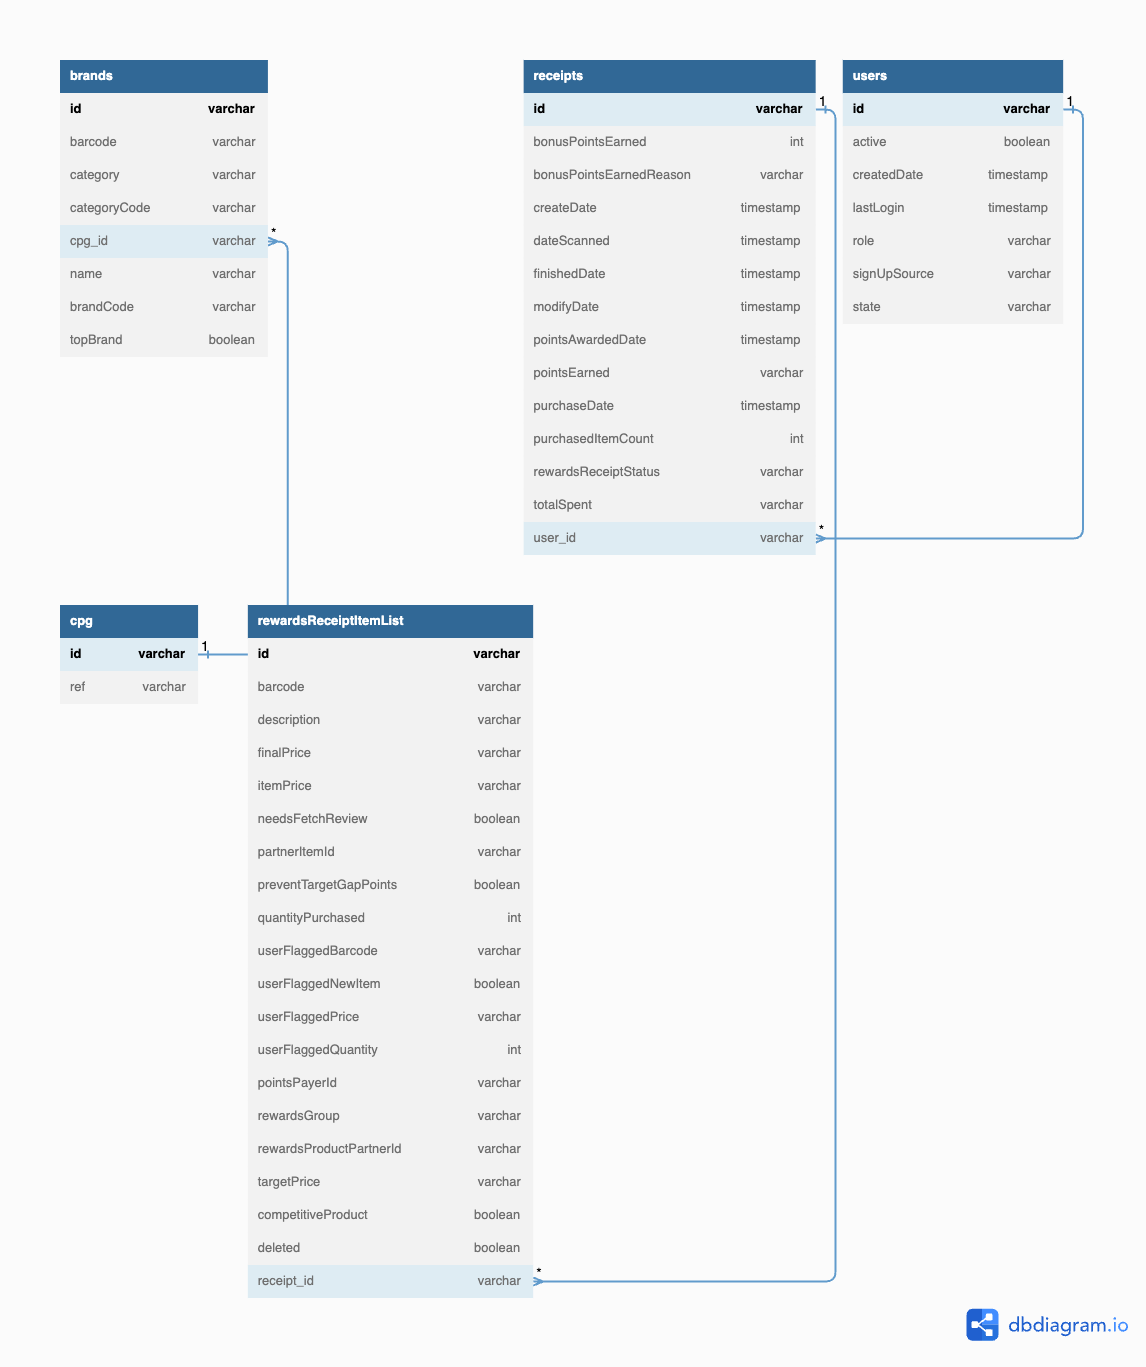 brands
id varchar
barcode varchar
category varchar
categoryCode varchar
cpg_id varchar
*
name varchar
brandCode varchar
topBrand boolean
receipts
id varchar
1
bonusPointsEarned int
bonusPointsEarnedReason varchar
createDate timestamp
dateScanned timestamp
finishedDate timestamp
modifyDate timestamp
pointsAwardedDate timestamp
pointsEarned varchar
purchaseDate timestamp
purchasedItemCount int
rewardsReceiptStatus varchar
totalSpent varchar
user_id varchar
*
users
id varchar
1
active boolean
createdDate timestamp
lastLogin timestamp
role varchar
signUpSource varchar
state varchar
cpg
id varchar
1
ref varchar
rewardsReceiptItemList
id varchar
barcode varchar
description varchar
finalPrice varchar
itemPrice varchar
needsFetchReview boolean
partnerItemId varchar
preventTargetGapPoints boolean
quantityPurchased int
userFlaggedBarcode varchar
userFlaggedNewItem boolean
userFlaggedPrice varchar
userFlaggedQuantity int
pointsPayerId varchar
rewardsGroup varchar
rewardsProductPartnerId varchar
targetPrice varchar
competitiveProduct boolean
deleted boolean
receipt_id varchar
*
dbdiagram.io